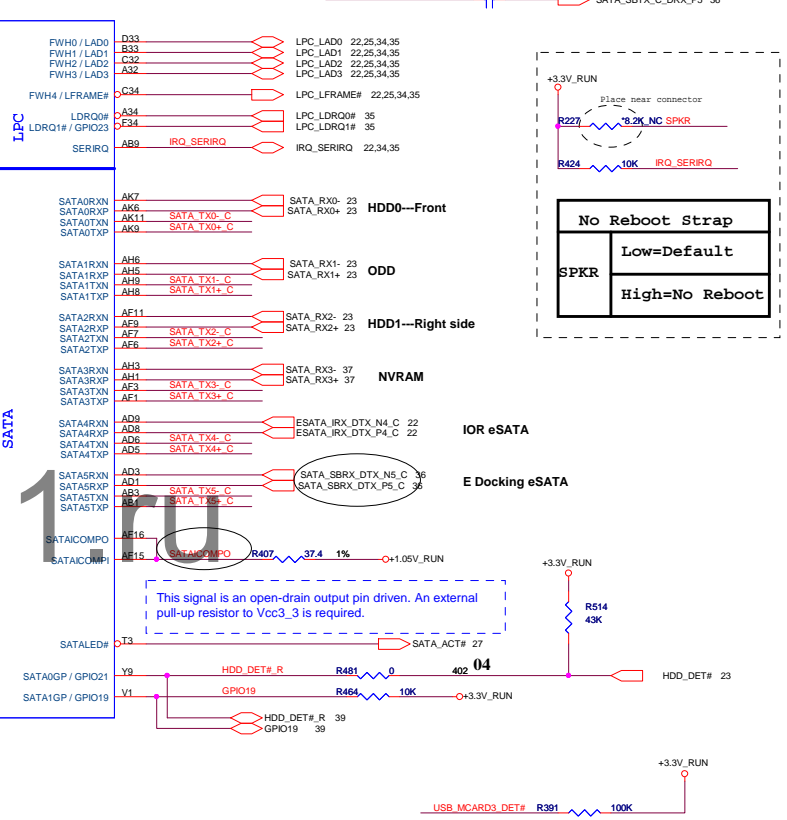 SATA_SBTX_C_DRX_P5 36
LPC
FWH0 / LAD0 D33 LPC_LAD0 22,25,34,35
FWH1 / LAD1 B33 LPC_LAD1 22,25,34,35
FWH2 / LAD2 C32 LPC_LAD2 22,25,34,35
FWH3 / LAD3 A32 LPC_LAD3 22,25,34,35
FWH4 / LFRAME# C34 LPC_LFRAME# 22,25,34,35
LDRQ0# A34 LPC_LDRQ0# 35
LDRQ1# / GPIO23 F34 LPC_LDRQ1# 35
SERIRQ AB9 IRQ_SERIRQ IRQ_SERIRQ 22,34,35
+3.3V_RUN
Place near connector
R227 *8.2K_NC SPKR
R424 10K IRQ_SERIRQ
No Reboot Strap
SPKR
Low=Default
High=No Reboot
SATA
SATA0RXN AK7 SATA_RX0- 23
SATA0RXP AK6 SATA_RX0+ 23 HDD0---Front
SATA0TXN AK11 SATA_TX0-_C
SATA0TXP AK9 SATA_TX0+_C
SATA1RXN AH6 SATA_RX1- 23
SATA1RXP AH5 SATA_RX1+ 23 ODD
SATA1TXN AH9 SATA_TX1-_C
SATA1TXP AH8 SATA_TX1+_C
SATA2RXN AF11 SATA_RX2- 23
SATA2RXP AF9 SATA_RX2+ 23 HDD1---Right side
SATA2TXN AF7 SATA_TX2-_C
SATA2TXP AF6 SATA_TX2+_C
SATA3RXN AH3 SATA_RX3- 37
SATA3RXP AH1 SATA_RX3+ 37 NVRAM
SATA3TXN AF3 SATA_TX3-_C
SATA3TXP AF1 SATA_TX3+_C
SATA4RXN AD9 ESATA_IRX_DTX_N4_C 22
SATA4RXP AD8 ESATA_IRX_DTX_P4_C 22 IOR eSATA
SATA4TXN AD6 SATA_TX4-_C
SATA4TXP AD5 SATA_TX4+_C
SATA5RXN AD3 SATA_SBRX_DTX_N5_C 36
SATA5RXP AD1 SATA_SBRX_DTX_P5_C 36 E Docking eSATA
SATA5TXN AB3 SATA_TX5-_C
SATA5TXP AB1 SATA_TX5+_C
1.ru
SATAICOMPO AF16
SATAICOMPI AF15 SATAICOMPO R407 37.4 1% +1.05V_RUN
This signal is an open-drain output pin driven. An external
pull-up resistor to Vcc3_3 is required.
+3.3V_RUN
R514
43K
SATALED# T3 SATA_ACT# 27
SATA0GP / GPIO21 Y9 HDD_DET#_R R481 0 402 04 HDD_DET# 23
SATA1GP / GPIO19 V1 GPIO19 R464 10K +3.3V_RUN
HDD_DET#_R 39
GPIO19 39
+3.3V_RUN
USB_MCARD3_DET# R391 100K